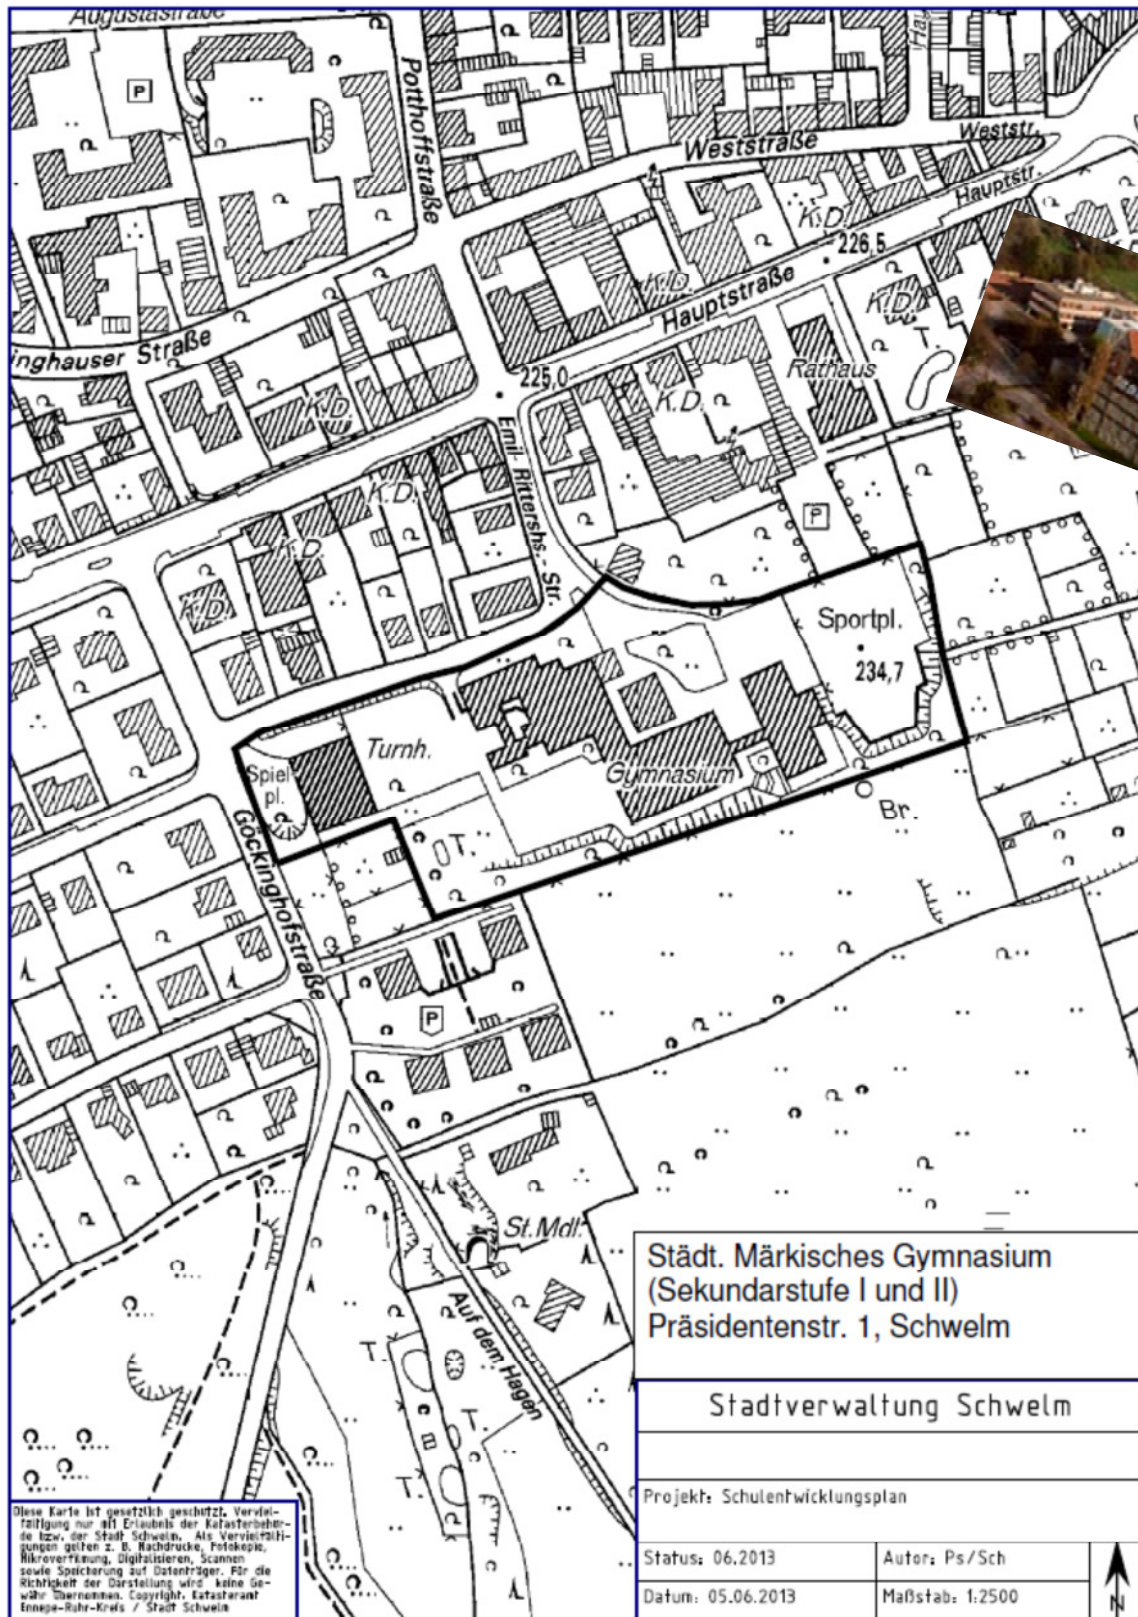 Augustastraße
P
Potthoffstraße
Weststraße
Weststr.
Hauptstr.
K.D.
226,5
K.D.
Hauptstraße
K.D.
T.
inghauser Straße
225,0
Rathaus
K.D.
K.D.
Emil-Rittershs.-Str.
K.D.
P
K.D.
K.D.
Sportpl.
234,7
Turnh.
Spiel
pl.
Gymnasium
Br.
Göckinghofstraße
T.
P
St.Mdl.
Auf dem Hagen
T.
T.
T.
Städt. Märkisches Gymnasium
(Sekundarstufe I und II)
Präsidentenstr. 1, Schwelm
Stadtverwaltung Schwelm
Projekt: Schulentwicklungsplan
Status: 06.2013
Autor: Ps/Sch
Datum: 05.06.2013
Maßstab: 1:2500
N
Diese Karte ist gesetzlich geschützt. Verviel-
fältigung nur mit Erlaubnis der Katasterbehör-
de bzw. der Stadt Schwelm. Als Vervielfälti-
gungen gelten z. B. Nachdrucke, Fotokopie,
Mikroverfilmung, Digitalisieren, Scannen
sowie Speicherung auf Datenträger. Für die
Richtigkeit der Darstellung wird keine Ge-
währ übernommen. Copyright: Katasteramt
Ennepe-Ruhr-Kreis / Stadt Schwelm